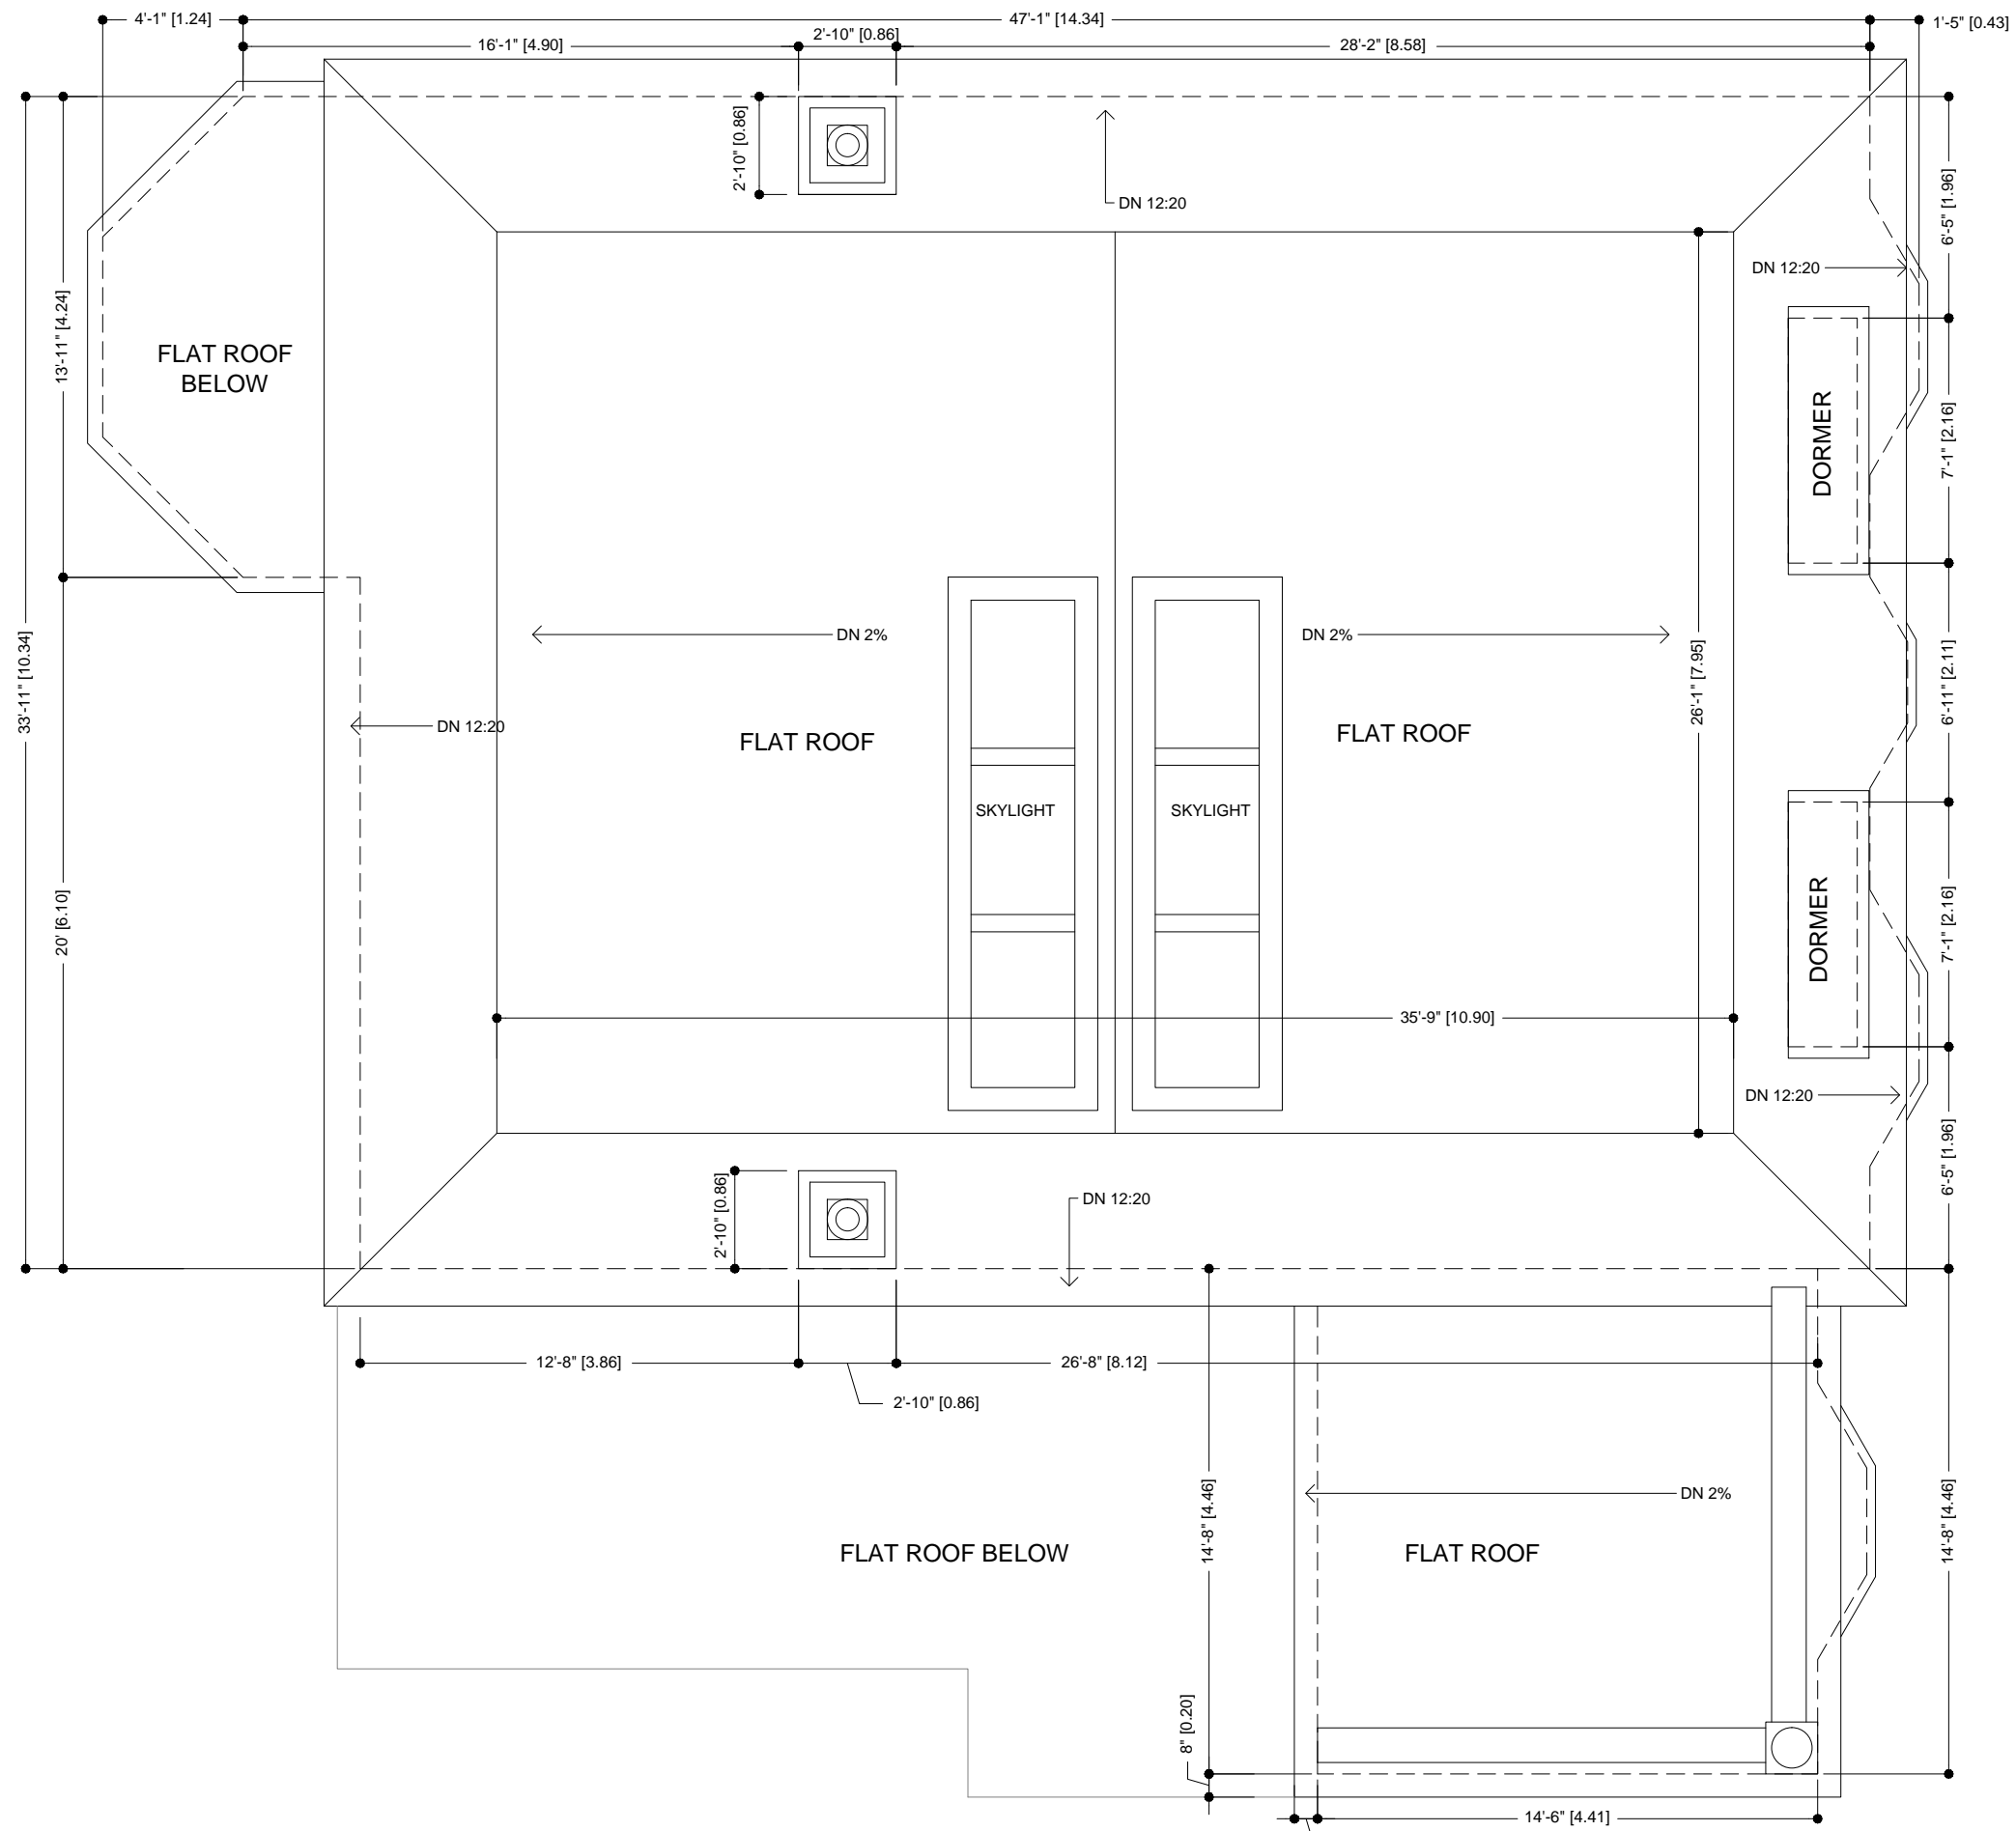 4'-1" [1.24]
47'-1" [14.34]
1'-5" [0.43]
16'-1" [4.90]
2'-10" [0.86]
28'-2" [8.58]
2'-10" [0.86]
DN 12:20
6'-5" [1.96]
DN 12:20
13'-11" [4.24]
FLAT ROOF
BELOW
DORMER
7'-1" [2.16]
33'-11" [10.34]
DN 2%
DN 2%
26'-1" [7.95]
6'-11" [2.11]
DN 12:20
FLAT ROOF
FLAT ROOF
SKYLIGHT
SKYLIGHT
20' [6.10]
DORMER
7'-1" [2.16]
35'-9" [10.90]
DN 12:20
2'-10" [0.86]
DN 12:20
6'-5" [1.96]
12'-8" [3.86]
26'-8" [8.12]
2'-10" [0.86]
14'-8" [4.46]
DN 2%
14'-8" [4.46]
FLAT ROOF BELOW
FLAT ROOF
8" [0.20]
14'-6" [4.41]